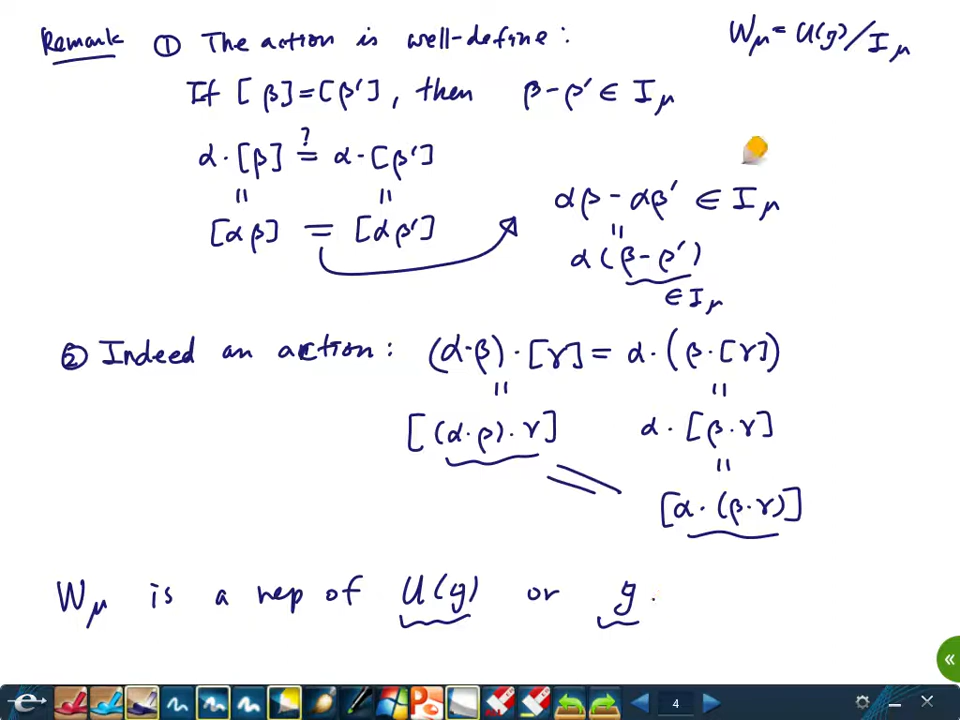 Remark ① The action is well-define:
W_μ = U(g)/I_μ
If [β]=[β'], then β-β' ∈ I_μ
α·[β] ?= α·[β']
" "
[αβ] = [αβ']
αβ - αβ' ∈ I_μ
"
α(β-β')
∈ I_μ
② Indeed an action: (α·β)·[γ] = α·(β·[γ])
" "
[(α·β)·γ] α·[β·γ]
"
= [α·(β·γ)]
W_μ is a rep of U(g) or g.
4